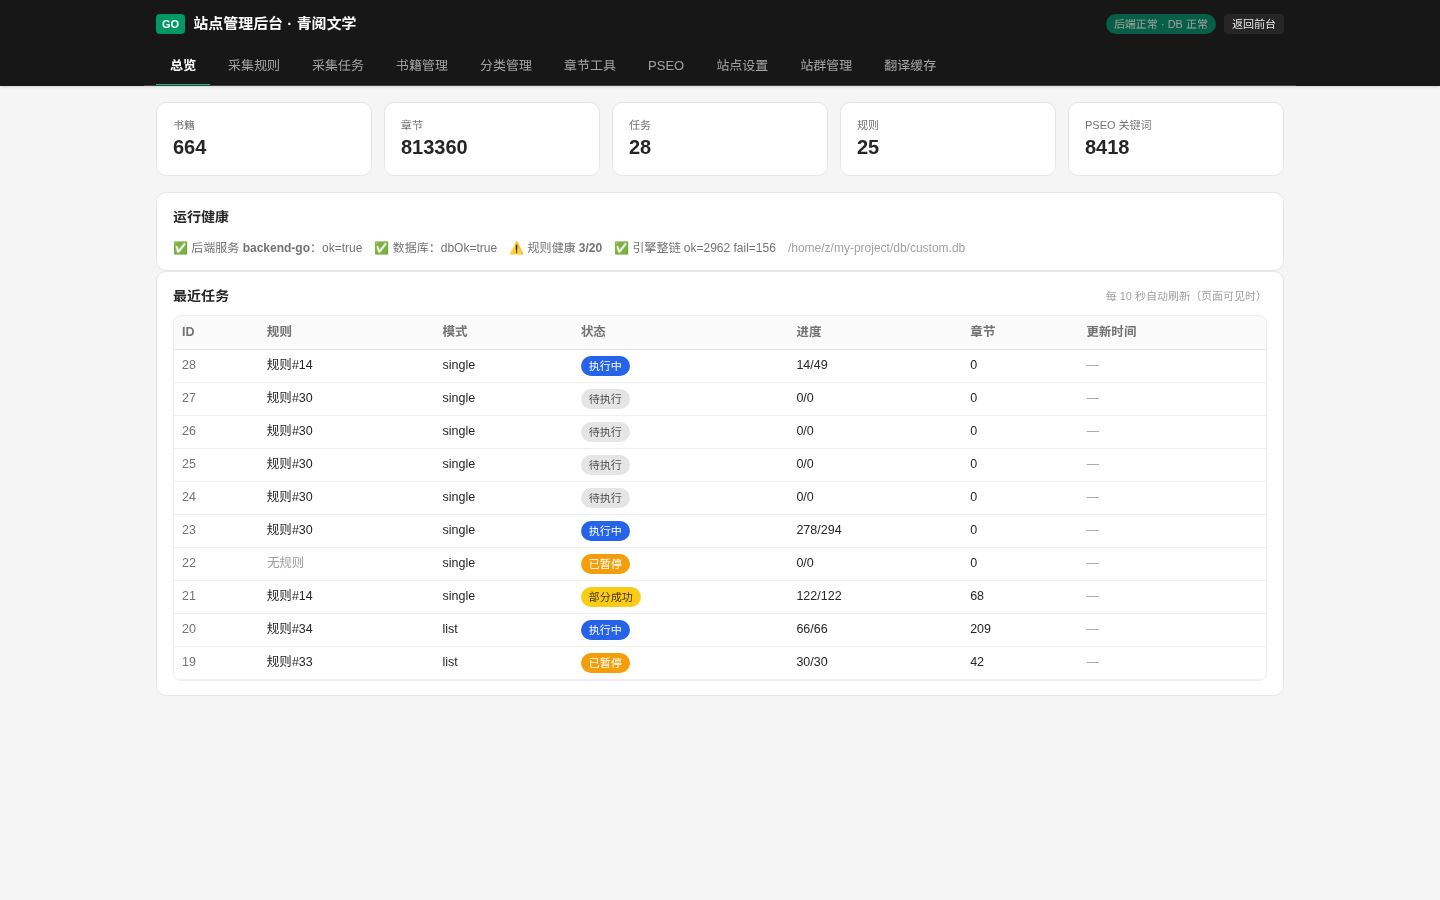 GO 站点管理后台 · 青阅文学 后端正常 · DB 正常 返回前台
总览 采集规则 采集任务 书籍管理 分类管理 章节工具 PSEO 站点设置 站群管理 翻译缓存
书籍 章节 任务 规则 PSEO 关键词
664 813360 28 25 8418
运行健康
✅ 后端服务 backend-go：ok=true ✅ 数据库：dbOk=true ⚠️ 规则健康 3/20 ✅ 引擎整链 ok=2962 fail=156 /home/z/my-project/db/custom.db
最近任务 每 10 秒自动刷新（页面可见时）
ID 规则 模式 状态 进度 章节 更新时间
28 规则#14 single 执行中 14/49 0 —
27 规则#30 single 待执行 0/0 0 —
26 规则#30 single 待执行 0/0 0 —
25 规则#30 single 待执行 0/0 0 —
24 规则#30 single 待执行 0/0 0 —
23 规则#30 single 执行中 278/294 0 —
22 无规则 single 已暂停 0/0 0 —
21 规则#14 single 部分成功 122/122 68 —
20 规则#34 list 执行中 66/66 209 —
19 规则#33 list 已暂停 30/30 42 —